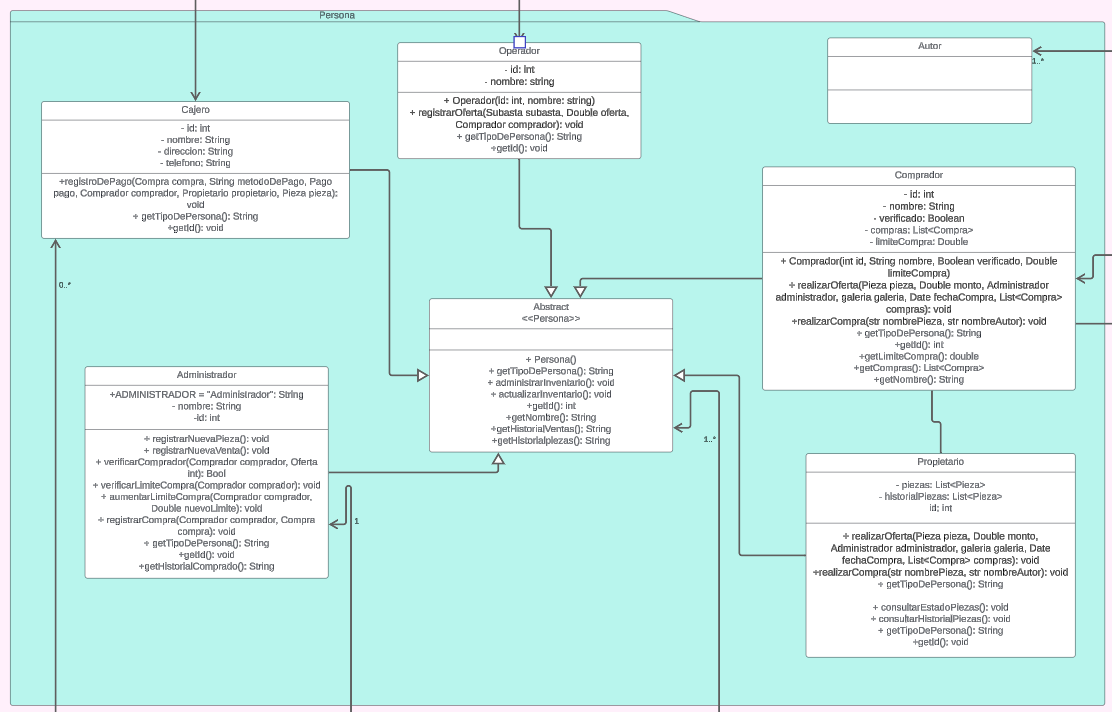 Persona
Operador
- id: int
- nombre: string
+ Operador(id: int, nombre: string)
+ registrarOferta(Subasta subasta, Double oferta,
Comprador comprador): void
+ getTipoDePersona(): String
+getId(): void
Autor
1..*
Cajero
- id: int
- nombre: String
- direccion: String
- telefono; String
+registroDePago(Compra compra, String metodoDePago, Pago
pago, Comprador comprador, Propietario propietario, Pieza pieza):
void
+ getTipoDePersona(): String
+getId(): void
0..*
Comprador
- id: int
- nombre: String
- verificado: Boolean
- compras: List<Compra>
- limiteCompra: Double
+ Comprador(int id, String nombre, Boolean verificado, Double
limiteCompra)
+ realizarOferta(Pieza pieza, Double monto, Administrador
administrador, galeria galeria, Date fechaCompra, List<Compra>
compras): void
+realizarCompra(str nombrePieza, str nombreAutor): void
+ getTipoDePersona(): String
+getId(): int
+getLimiteCompra(): double
+getCompras(): List<Compra>
+getNombre(): String
Abstract
<<Persona>>
+ Persona()
+ getTipoDePersona(): String
+ administrarInventario(): void
+ actualizarInventario(): void
+getId(): int
+getNombre(): String
+getHistorialVentas(): String
+getHistorialpiezas(): String
1..*
Administrador
+ADMINISTRADOR = "Administrador": String
- nombre: String
-id: int
+ registrarNuevaPieza(): void
+ registrarNuevaVenta(): void
+ verificarComprador(Comprador comprador, Oferta
int): Bool
+ verificarLimiteCompra(Comprador comprador): void
+ aumentarLimiteCompra(Comprador comprador,
Double nuevoLimite): void
+ registrarCompra(Comprador comprador, Compra
compra): void
+ getTipoDePersona(): String
+getId(): void
+getHistorialComprado(): String
1
Propietario
- piezas: List<Pieza>
- historialPiezas: List<Pieza>
id; int
+ realizarOferta(Pieza pieza, Double monto,
Administrador administrador, galeria galeria, Date
fechaCompra, List<Compra> compras): void
+realizarCompra(str nombrePieza, str nombreAutor): void
+ getTipoDePersona(): String
+ consultarEstadoPiezas(): void
+ consultarHistorialPiezas(): void
+ getTipoDePersona(): String
+getId(): void